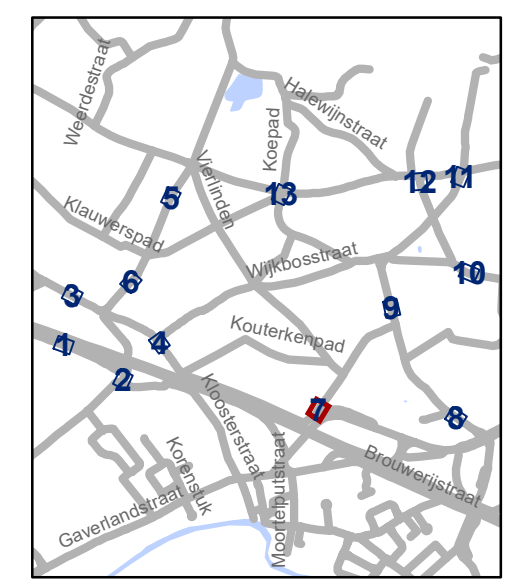 Weerdestraat
Halewijnstraat
Koepad
Vierlinden
11
12
13
5
Klauwerspad
Wijkbosstraat
10
6
3
9
Kouterkenpad
4
1
2
7
8
Kloosterstraat
Korenstuk
Moortelputstraat
Brouwerijstraat
Gaverlandstraat